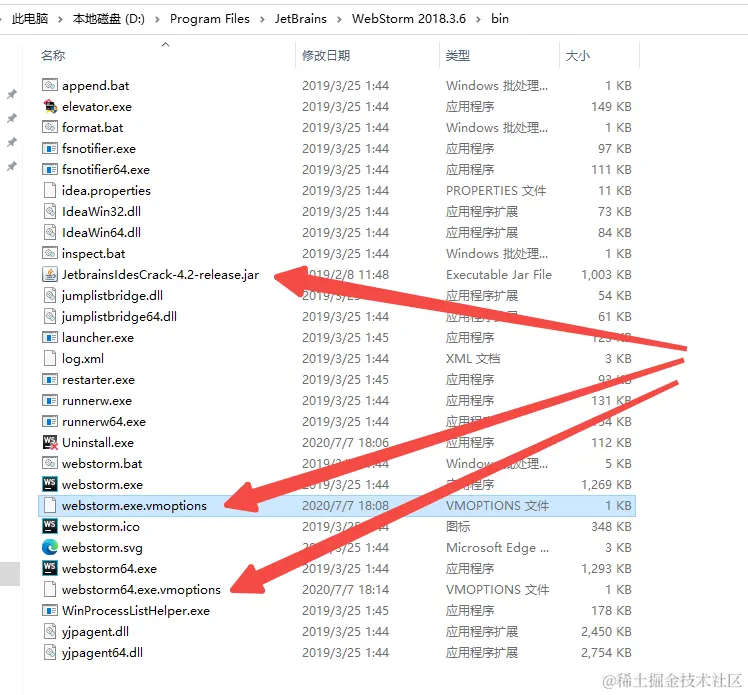 此电脑 › 本地磁盘 (D:) › Program Files › JetBrains › WebStorm 2018.3.6 › bin
名称 修改日期 类型 大小
append.bat 2019/3/25 1:44 Windows 批处理... 1 KB
elevator.exe 2019/3/25 1:44 应用程序 149 KB
format.bat 2019/3/25 1:44 Windows 批处理... 1 KB
fsnotifier.exe 2019/3/25 1:44 应用程序 97 KB
fsnotifier64.exe 2019/3/25 1:44 应用程序 111 KB
idea.properties 2019/3/25 1:44 PROPERTIES 文件 11 KB
IdeaWin32.dll 2019/3/25 1:44 应用程序扩展 73 KB
IdeaWin64.dll 2019/3/25 1:44 应用程序扩展 84 KB
inspect.bat 2019/3/25 1:44 Windows 批处理... 1 KB
JetbrainsIdesCrack-4.2-release.jar 2019/2/8 11:48 Executable Jar File 1,003 KB
jumplistbridge.dll 2019/3/25 1:44 应用程序扩展 54 KB
jumplistbridge64.dll 2019/3/25 1:44 应用程序扩展 61 KB
launcher.exe 2019/3/25 1:45 应用程序 KB
log.xml 2019/3/25 1:44 XML 文档 3 KB
restarter.exe 2019/3/25 1:45 应用程序 93 KB
runnerw.exe 2019/3/25 1:44 应用程序 131 KB
runnerw64.exe 2019/3/25 1:44 应用程序 KB
Uninstall.exe 2020/7/7 18:06 应用程序 112 KB
webstorm.bat 2019/3/25 1:44 Windows 批处理... 5 KB
webstorm.exe 2019/3/25 1:44 应用程序 1,269 KB
webstorm.exe.vmoptions 2020/7/7 18:08 VMOPTIONS 文件 1 KB
webstorm.ico 2019/3/25 1:44 图标 348 KB
webstorm.svg 2019/3/25 1:44 Microsoft Edge ... 3 KB
webstorm64.exe 2019/3/25 1:44 应用程序 1,293 KB
webstorm64.exe.vmoptions 2020/7/7 18:14 VMOPTIONS 文件 1 KB
WinProcessListHelper.exe 2019/3/25 1:45 应用程序 178 KB
yjpagent.dll 2019/3/25 1:44 应用程序扩展 2,450 KB
yjpagent64.dll 2019/3/25 1:44 应用程序扩展 2,754 KB
@稀土掘金技术社区